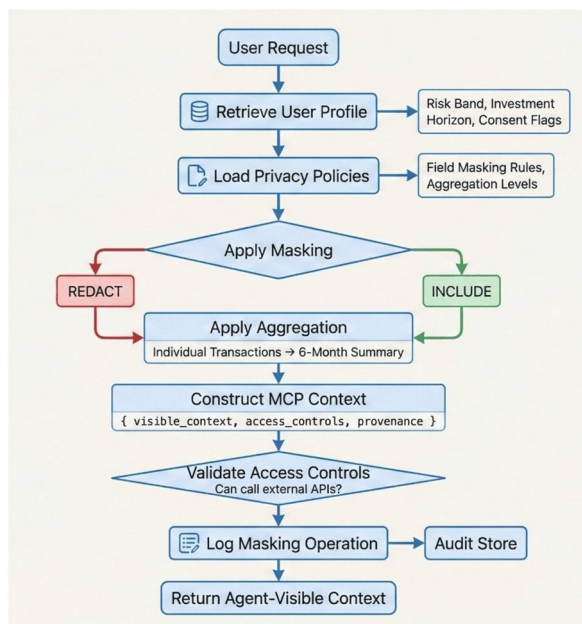 User Request
Retrieve User Profile
Risk Band, Investment
Horizon, Consent Flags
Load Privacy Policies
Field Masking Rules,
Aggregation Levels
Apply Masking
REDACT
INCLUDE
Apply Aggregation
Individual Transactions → 6-Month Summary
Construct MCP Context
{ visible_context, access_controls, provenance }
Validate Access Controls
Can call external APIs?
Log Masking Operation
Audit Store
Return Agent-Visible Context